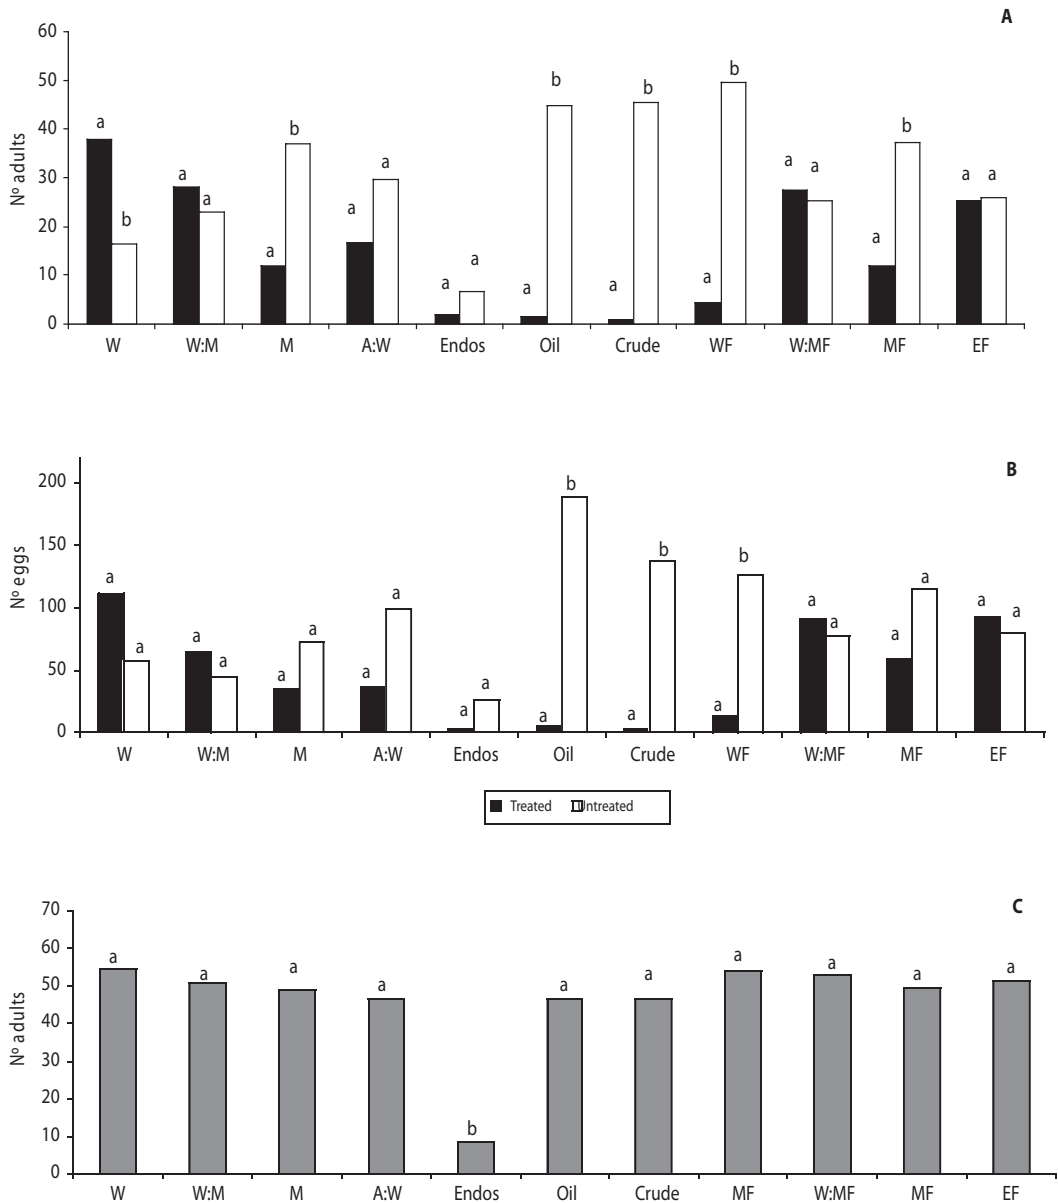 A
60
50
40
30
20
10
0
Nº adults
a b a a a b a a a a a b a b a b a a a b a a
W W:M M A:W Endos Oil Crude WF W:MF MF EF
B
200
150
100
50
0
Nº eggs
a a a a a a a a a a a b a b a b a a a a a a
W W:M M A:W Endos Oil Crude WF W:MF MF EF
Treated Untreated
C
70
60
50
40
30
20
10
0
Nº adults
a a a a b a a a a a a
W W:M M A:W Endos Oil Crude MF W:MF MF EF